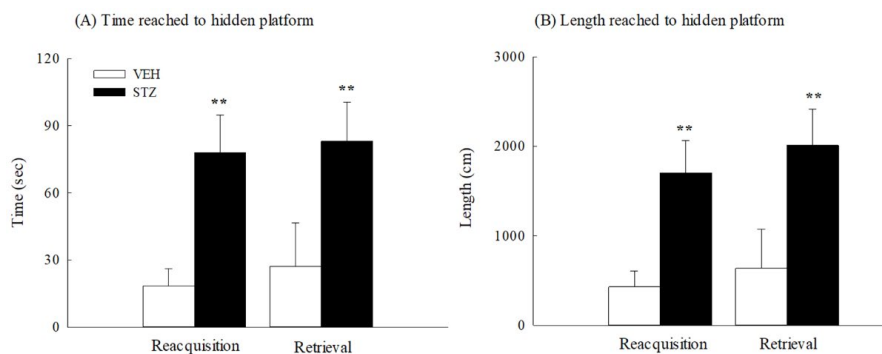 (A) Time reached to hidden platform
120
90
60
30
0
Time (sec)
VEH
STZ
**
**
Reacquisition
Retrieval
(B) Length reached to hidden platform
3000
2000
1000
0
Length (cm)
**
**
Reacquisition
Retrieval